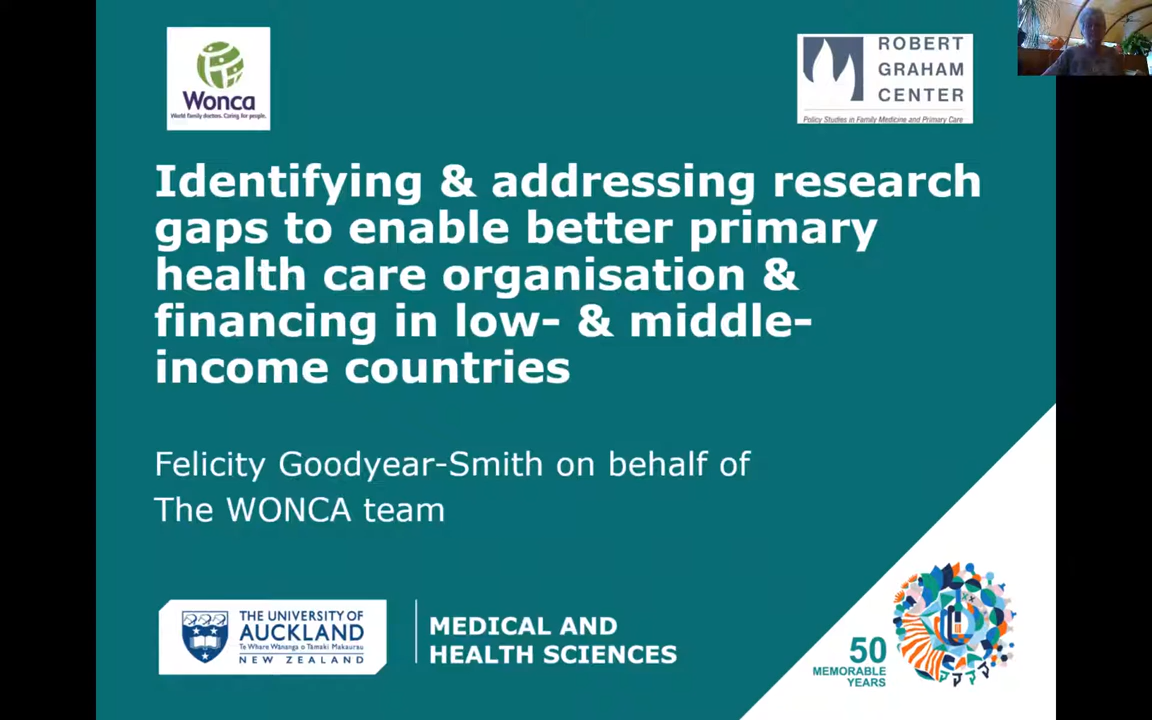 Wonca
World family doctors. Caring for people.
ROBERT
GRAHAM
CENTER
Policy Studies in Family Medicine and Primary Care
Identifying & addressing research
gaps to enable better primary
health care organisation &
financing in low- & middle-
income countries
Felicity Goodyear-Smith on behalf of
The WONCA team
THE UNIVERSITY OF
AUCKLAND
Te Whare Wānanga o Tāmaki Makaurau
NEW ZEALAND
MEDICAL AND
HEALTH SCIENCES
50
MEMORABLE
YEARS